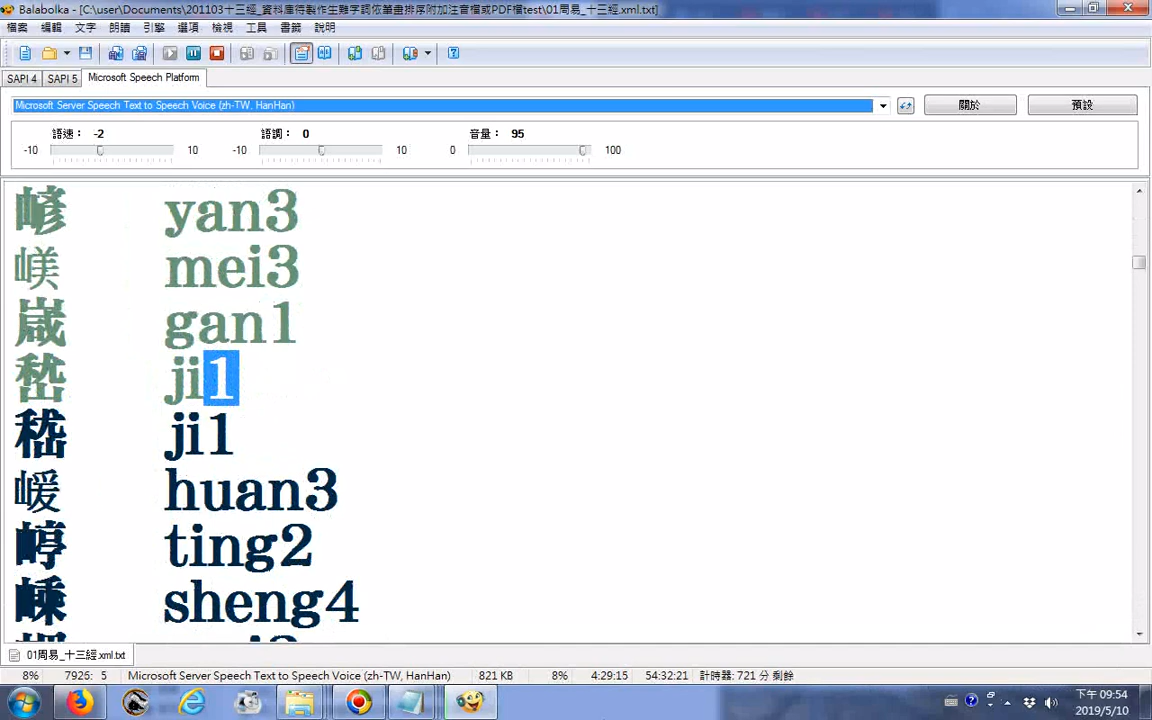 Balabolka - [C:\user\Documents\201103十三經_資料庫待製作生難字詞依筆畫排序附加注音檔或PDF檔test\01周易_十三經.xml.txt]
檔案 編輯 文字 朗讀 引擎 選項 檢視 工具 書籤 說明
SAPI 4 SAPI 5 Microsoft Speech Platform
Microsoft Server Speech Text to Speech Voice (zh-TW, HanHan) 關於 預設
語速： -2 語調： 0 音量： 95
-10 10 -10 10 0 100
yan3
mei3
gan1
嵆 ji1
嵇 ji1
huan3
ting2
sheng4
01周易_十三經.xml.txt
8% 7925: 5 Microsoft Server Speech Text to Speech Voice (zh-TW, HanHan) 821 KB 8% 4:29:15 54:32:21 計時器: 721 分 剩餘
下午 09:54
2019/5/10